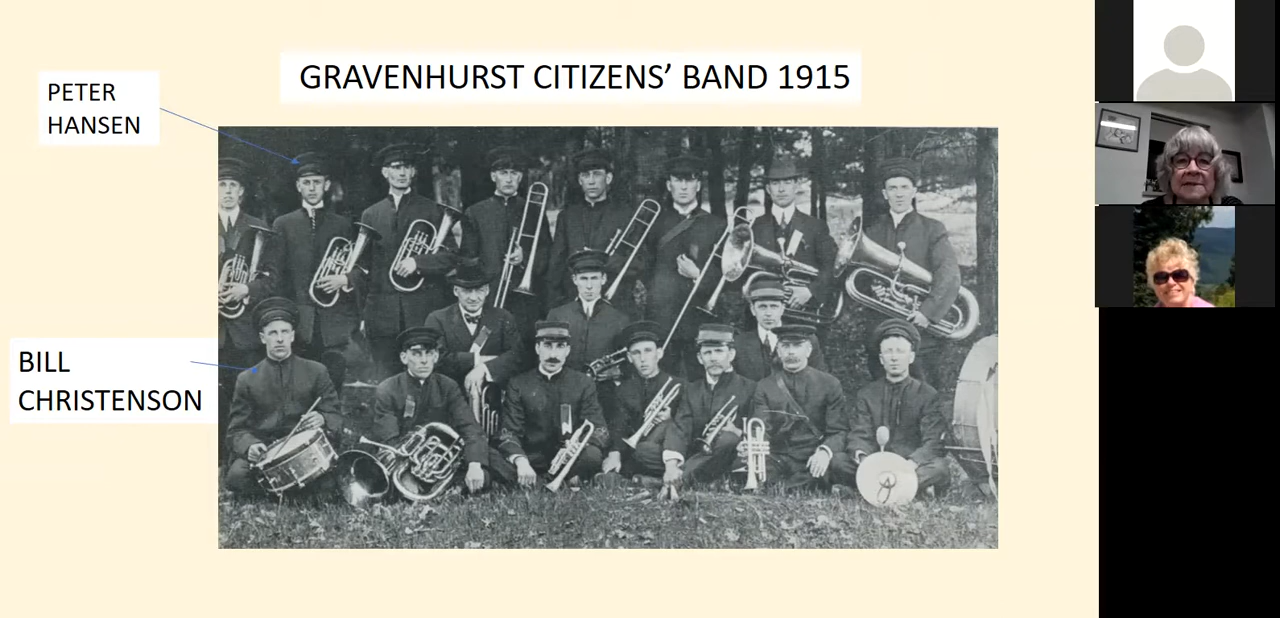 GRAVENHURST CITIZENS’ BAND 1915
PETER
HANSEN
BILL
CHRISTENSON